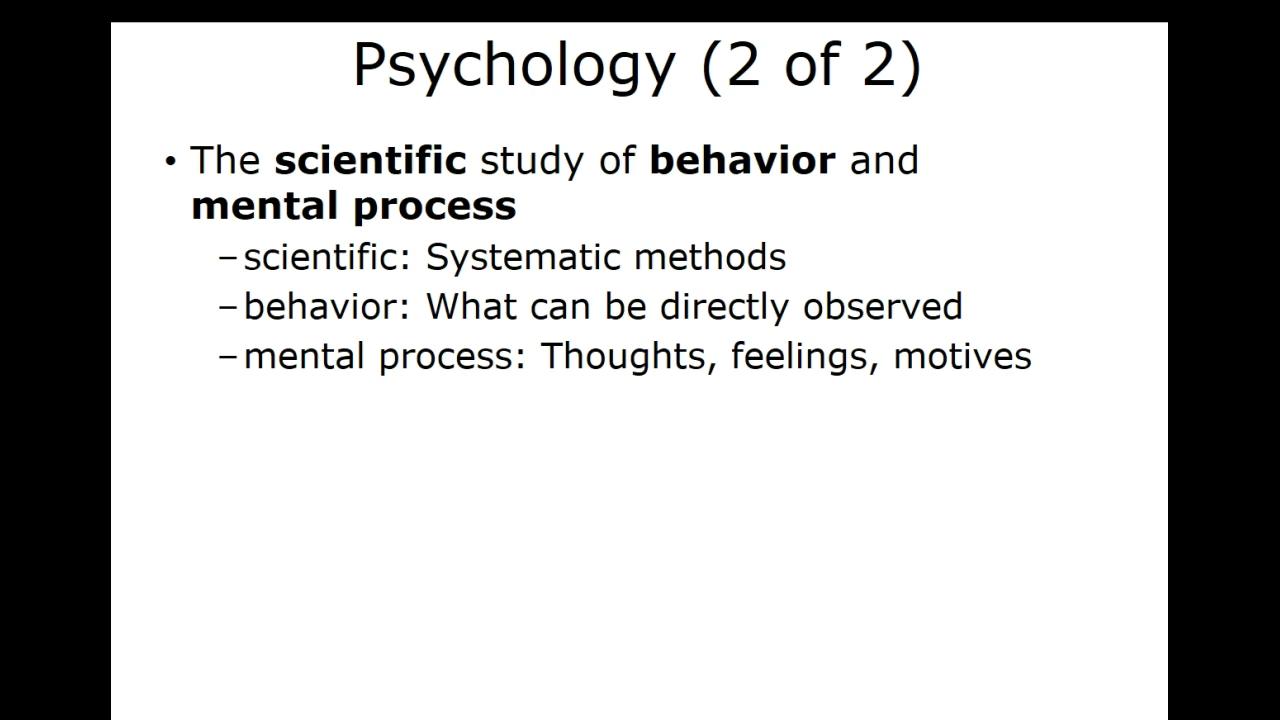 Psychology (2 of 2)
• The scientific study of behavior and
mental process
– scientific: Systematic methods
– behavior: What can be directly observed
– mental process: Thoughts, feelings, motives